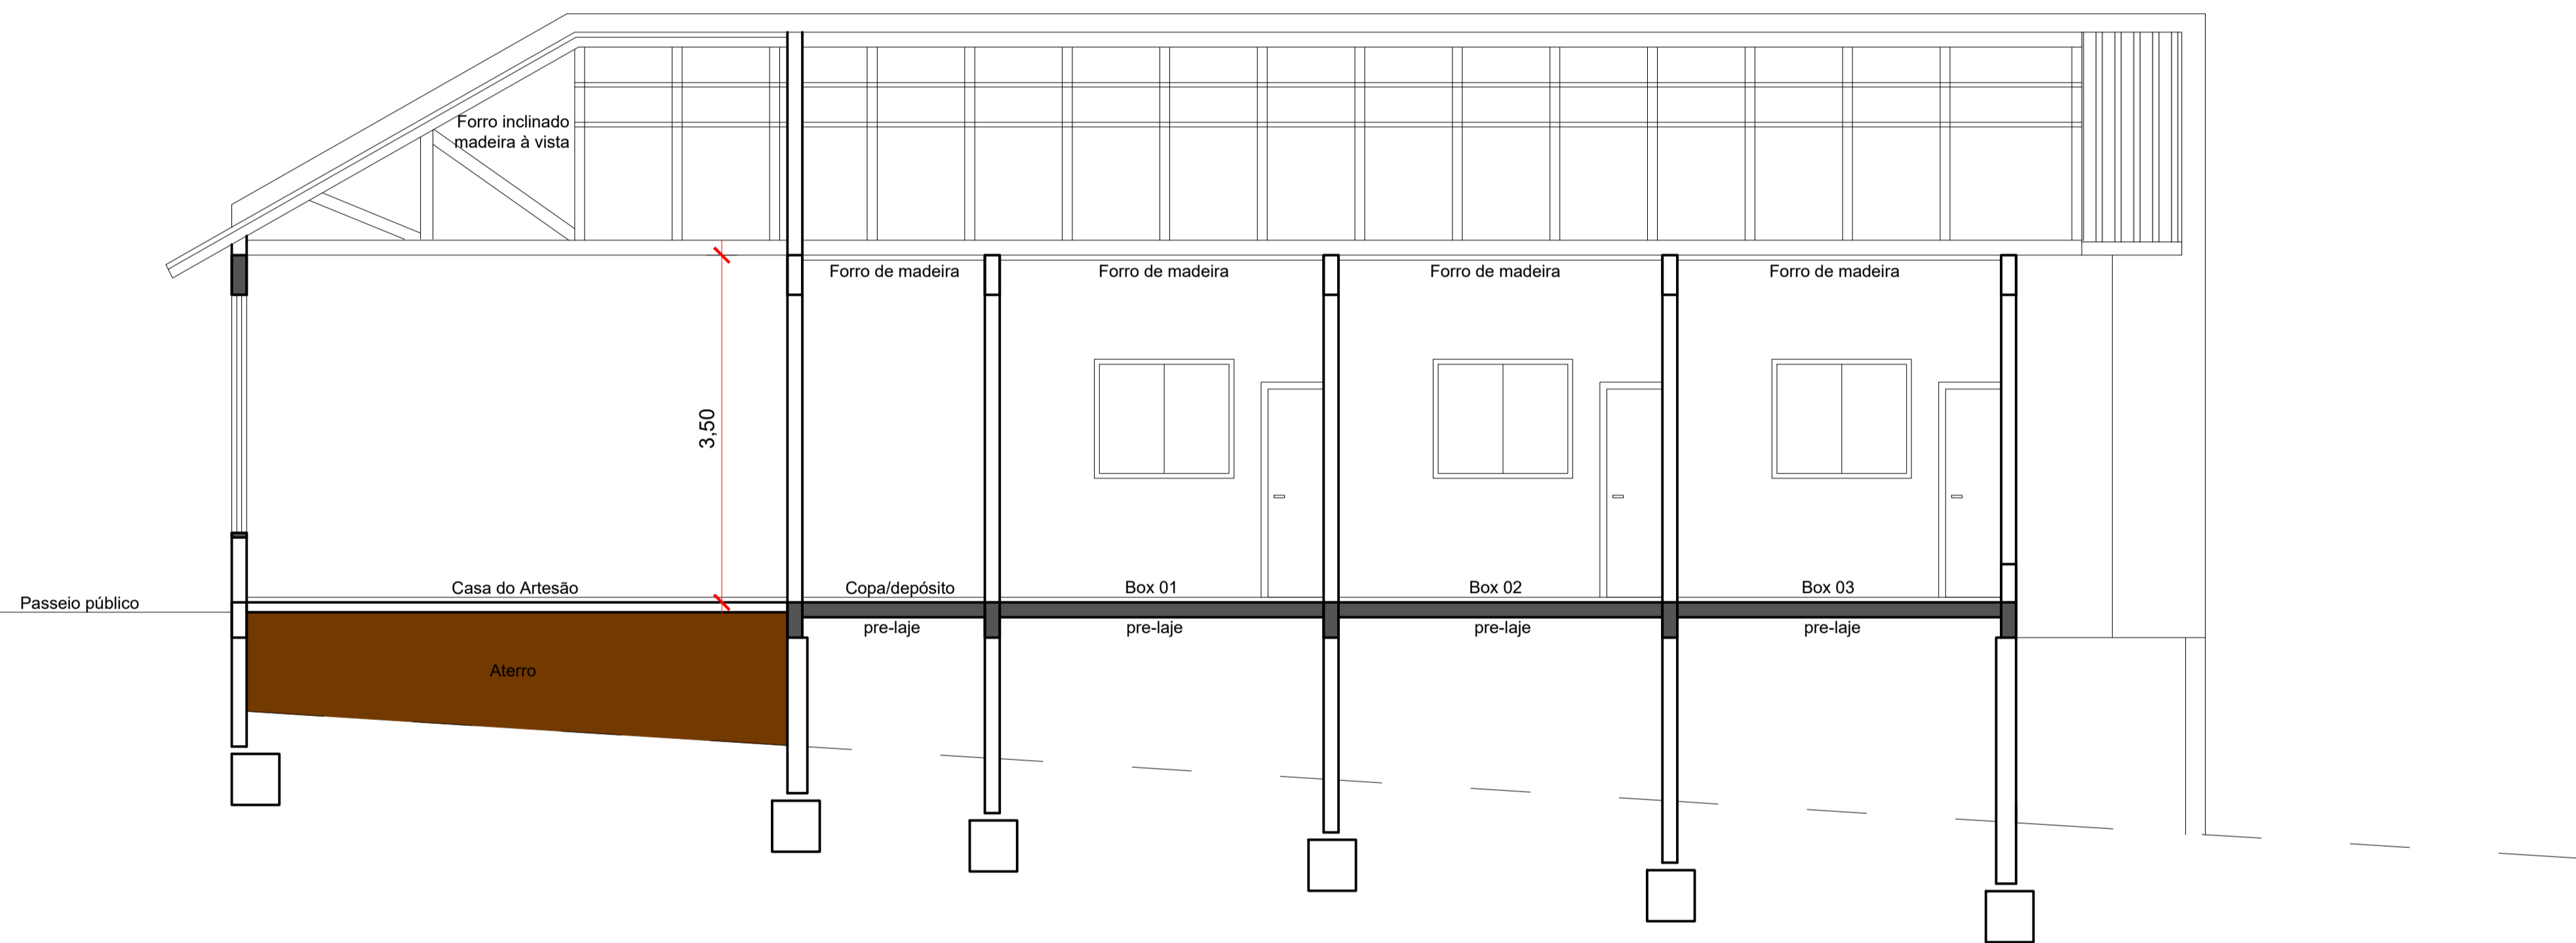 Forro inclinado
madeira à vista
Forro de madeira
Forro de madeira
Forro de madeira
Forro de madeira
3,50
Passeio público
Casa do Artesão
Copa/depósito
Box 01
Box 02
Box 03
pre-laje
pre-laje
pre-laje
pre-laje
Aterro